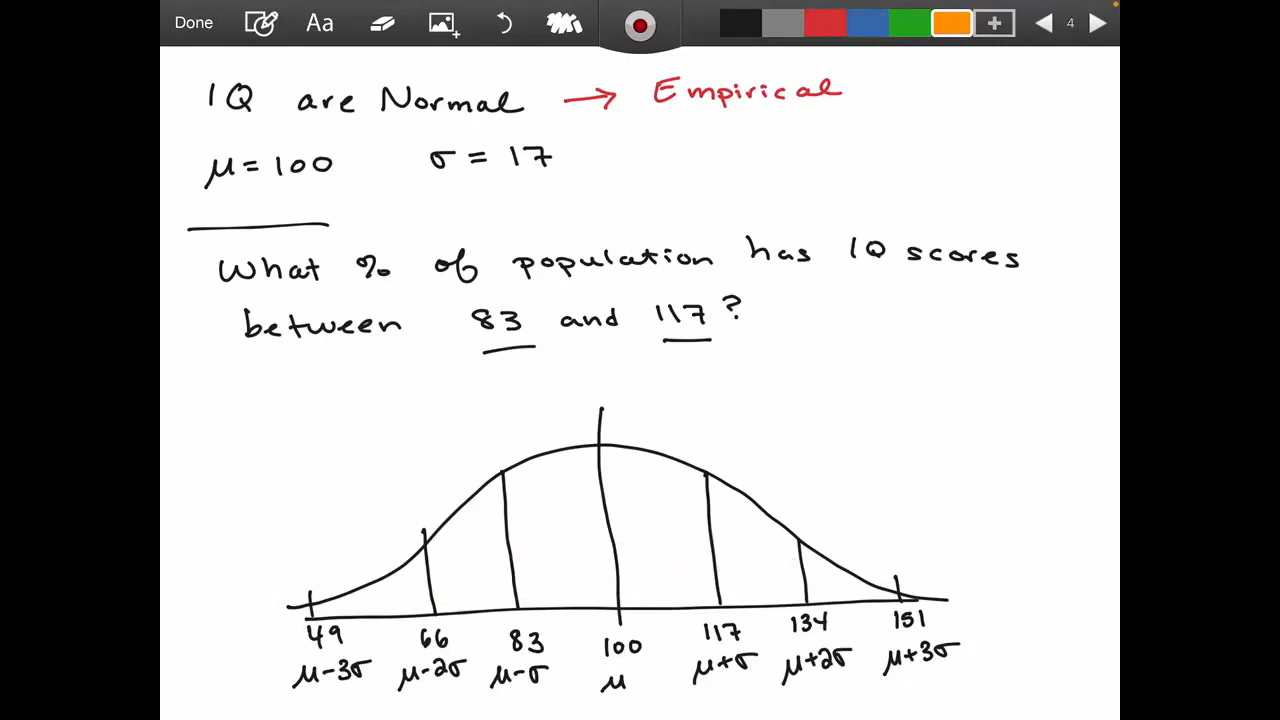 Done
Aa
4
IQ are Normal → Empirical
μ = 100 σ = 17
What % of population has IQ scores
between 83 and 117?
49 66 83 100 117 134 151
μ-3σ μ-2σ μ-σ μ μ+σ μ+2σ μ+3σ